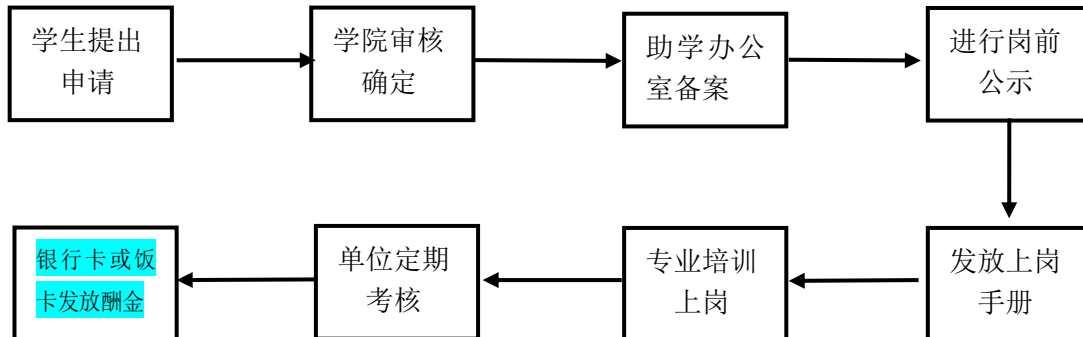 学生提出
申请
学院审核
确定
助学办公
室备案
进行岗前
公示
发放上岗
手册
专业培训
上岗
单位定期
考核
银行卡或饭
卡发放酬金